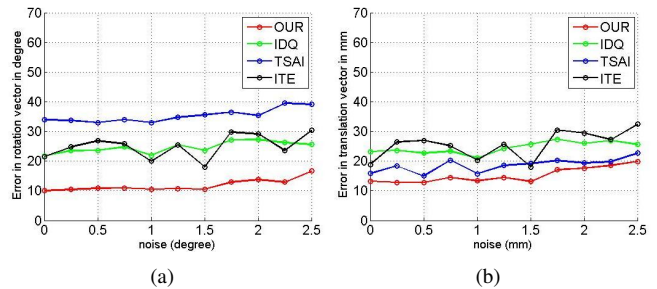 Error in rotation vector in degree
70
60
50
40
30
20
10
0
0 0.5 1 1.5 2 2.5
noise (degree)
OUR
IDQ
TSAI
ITE
(a)
Error in translation vector in mm
70
60
50
40
30
20
10
0
0 0.5 1 1.5 2 2.5
noise (mm)
OUR
IDQ
TSAI
ITE
(b)